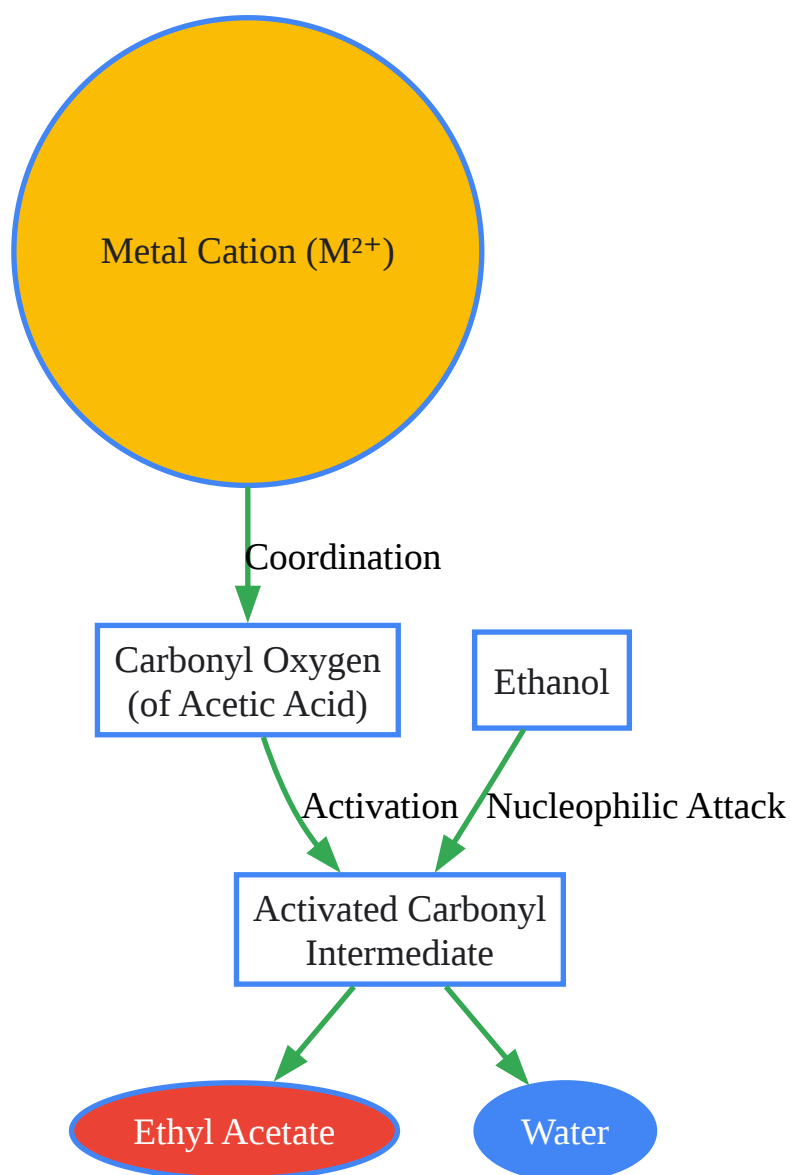 Metal Cation (M²⁺)
Coordination
Carbonyl Oxygen
(of Acetic Acid)
Ethanol
Activation
Nucleophilic Attack
Activated Carbonyl
Intermediate
Ethyl Acetate
Water